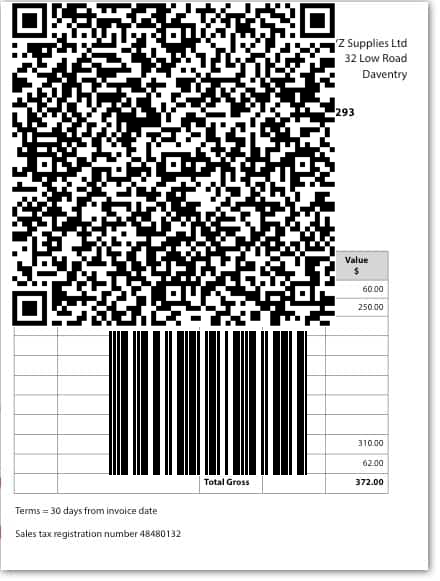 Z Supplies Ltd
32 Low Road
Daventry
293
Value
$
60.00
250.00
310.00
62.00
Total Gross 372.00
Terms = 30 days from invoice date
Sales tax registration number 48480132